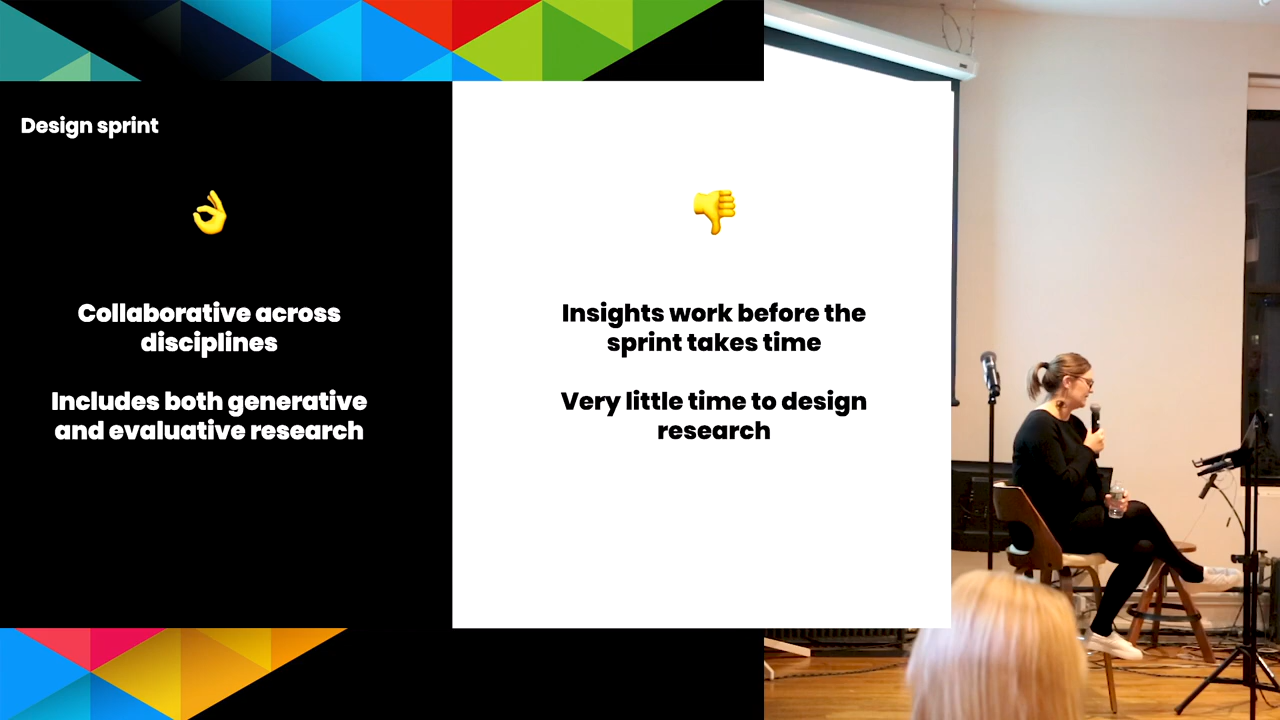 Design sprint
👌
👎
Collaborative across
disciplines
Includes both generative
and evaluative research
Insights work before the
sprint takes time
Very little time to design
research